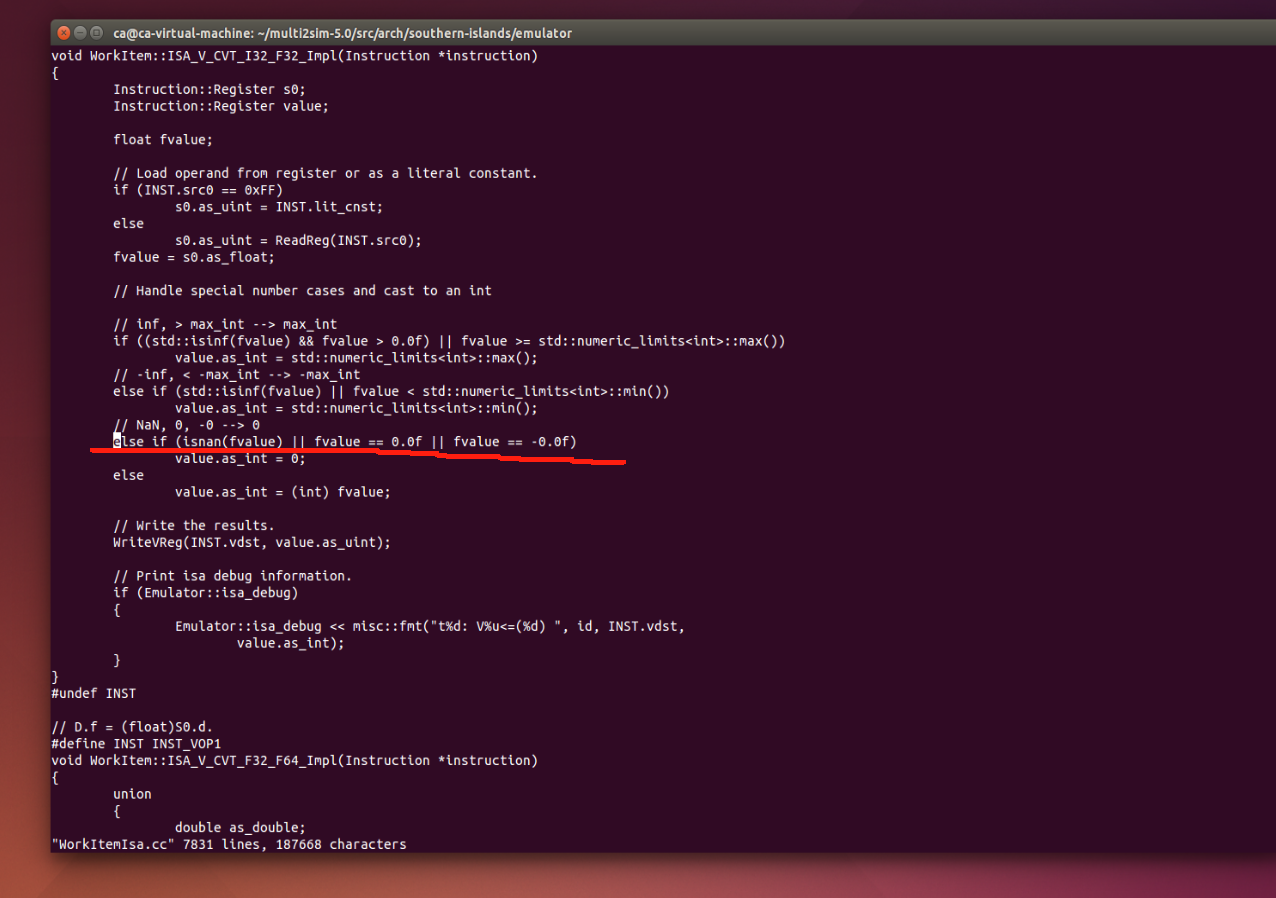 ca@ca-virtual-machine: ~/multi2sim-5.0/src/arch/southern-islands/emulator
void WorkItem::ISA_V_CVT_I32_F32_Impl(Instruction *instruction)
{
        Instruction::Register s0;
        Instruction::Register value;

        float fvalue;

        // Load operand from register or as a literal constant.
        if (INST.src0 == 0xFF)
                s0.as_uint = INST.lit_cnst;
        else
                s0.as_uint = ReadReg(INST.src0);
        fvalue = s0.as_float;

        // Handle special number cases and cast to an int

        // inf, > max_int --> max_int
        if ((std::isinf(fvalue) && fvalue > 0.0f) || fvalue >= std::numeric_limits<int>::max())
                value.as_int = std::numeric_limits<int>::max();
        // -inf, < -max_int --> -max_int
        else if (std::isinf(fvalue) || fvalue < std::numeric_limits<int>::min())
                value.as_int = std::numeric_limits<int>::min();
        // NaN, 0, -0 --> 0
        else if (isnan(fvalue) || fvalue == 0.0f || fvalue == -0.0f)
                value.as_int = 0;
        else
                value.as_int = (int) fvalue;

        // Write the results.
        WriteVReg(INST.vdst, value.as_uint);

        // Print isa debug information.
        if (Emulator::isa_debug)
        {
                Emulator::isa_debug << misc::fmt("t%d: V%u<=(%d) ", id, INST.vdst,
                        value.as_int);
        }
}
#undef INST

// D.f = (float)S0.d.
#define INST INST_VOP1
void WorkItem::ISA_V_CVT_F32_F64_Impl(Instruction *instruction)
{
        union
        {
                double as_double;
"WorkItemIsa.cc" 7831 lines, 187668 characters